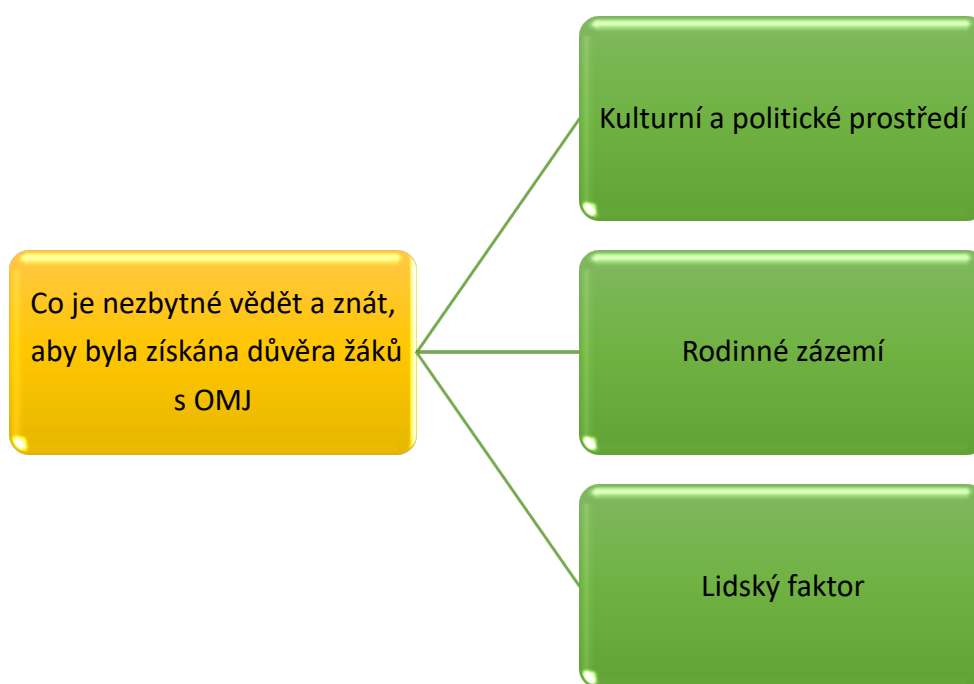 Kulturní a politické prostředí
Co je nezbytné vědět a znát,
aby byla získána důvěra žáků
s OMJ
Rodinné zázemí
Lidský faktor